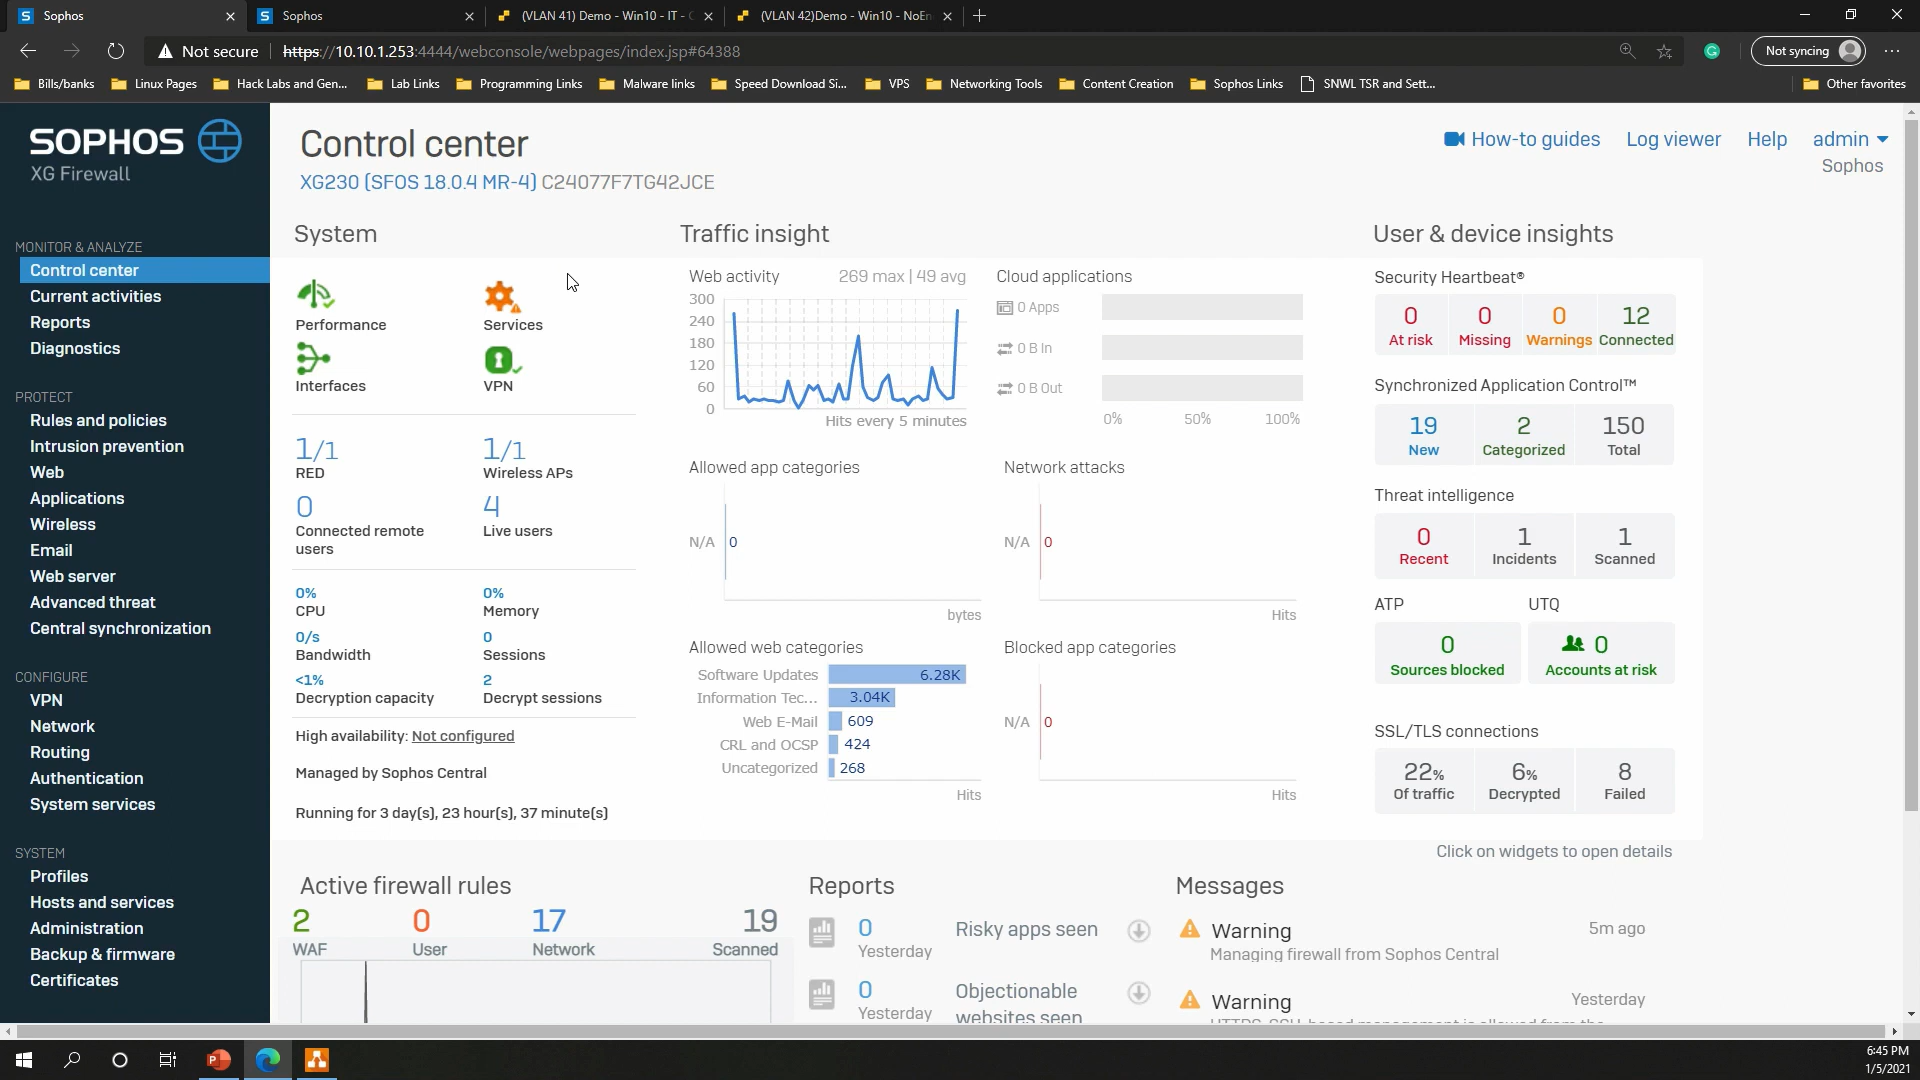 Sophos
Sophos
(VLAN 41) Demo - Win10 - IT -
(VLAN 42)Demo - Win10 - NoEn
Not secure
https://10.10.1.253:4444/webconsole/webpages/index.jsp#64388
Not syncing
Bills/banks
Linux Pages
Hack Labs and Gen...
Lab Links
Programming Links
Malware links
Speed Download Si...
VPS
Networking Tools
Content Creation
Sophos Links
SNWL TSR and Sett...
Other favorites
SOPHOS
XG Firewall
MONITOR & ANALYZE
Control center
Current activities
Reports
Diagnostics
PROTECT
Rules and policies
Intrusion prevention
Web
Applications
Wireless
Email
Web server
Advanced threat
Central synchronization
CONFIGURE
VPN
Network
Routing
Authentication
System services
SYSTEM
Profiles
Hosts and services
Administration
Backup & firmware
Certificates
Control center
XG230 (SFOS 18.0.4 MR-4) C24077F7TG42JCE
How-to guides
Log viewer
Help
admin
Sophos
System
Performance
Services
Interfaces
VPN
1/1
RED
1/1
Wireless APs
0
Connected remote
users
4
Live users
0%
CPU
0%
Memory
0/s
Bandwidth
0
Sessions
<1%
Decryption capacity
2
Decrypt sessions
High availability: Not configured
Managed by Sophos Central
Running for 3 day(s), 23 hour(s), 37 minute(s)
Traffic insight
Web activity
269 max | 49 avg
300
240
180
120
60
0
Hits every 5 minutes
Cloud applications
0 Apps
0 B In
0 B Out
0%
50%
100%
Allowed app categories
N/A
0
bytes
Network attacks
N/A
0
Hits
Allowed web categories
Software Updates
6.28K
Information Tec...
3.04K
Web E-Mail
609
CRL and OCSP
424
Uncategorized
268
Hits
Blocked app categories
N/A
0
Hits
User & device insights
Security Heartbeat®
0
At risk
0
Missing
0
Warnings
12
Connected
Synchronized Application Control™
19
New
2
Categorized
150
Total
Threat intelligence
0
Recent
1
Incidents
1
Scanned
ATP
0
Sources blocked
UTQ
0
Accounts at risk
SSL/TLS connections
22%
Of traffic
6%
Decrypted
8
Failed
Click on widgets to open details
Active firewall rules
2
WAF
0
User
17
Network
19
Scanned
Reports
0
Yesterday
Risky apps seen
0
Yesterday
Objectionable
websites seen
Messages
Warning
5m ago
Managing firewall from Sophos Central
Warning
Yesterday
6:45 PM
1/5/2021